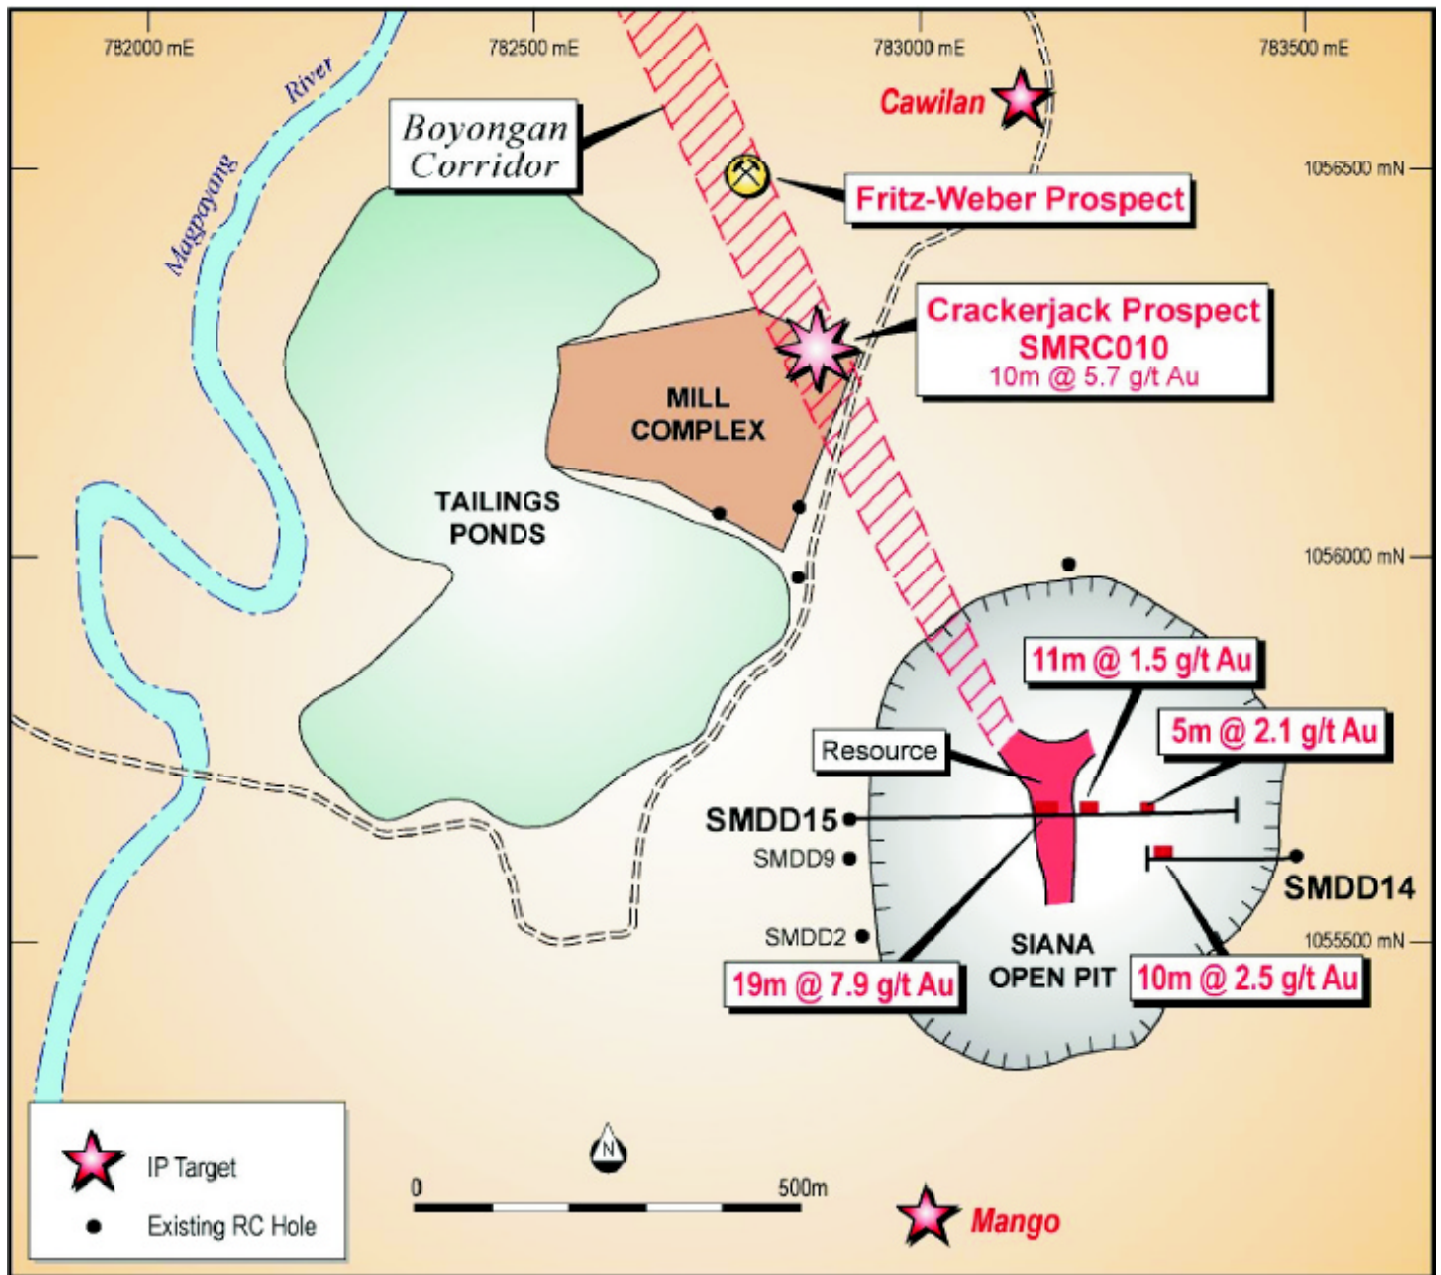 782000 mE
782500 mE
783000 mE
783500 mE
River
Magpayang
Boyongan
Corridor
Cawilan
1056500 mN
Fritz-Weber Prospect
Crackerjack Prospect
SMRC010
10m @ 5.7 g/t Au
MILL
COMPLEX
TAILINGS
PONDS
1056000 mN
11m @ 1.5 g/t Au
5m @ 2.1 g/t Au
Resource
SMDD15
SMDD9
SMDD14
SMDD2
1055500 mN
SIANA
OPEN PIT
19m @ 7.9 g/t Au
10m @ 2.5 g/t Au
IP Target
Existing RC Hole
N
0
500m
Mango